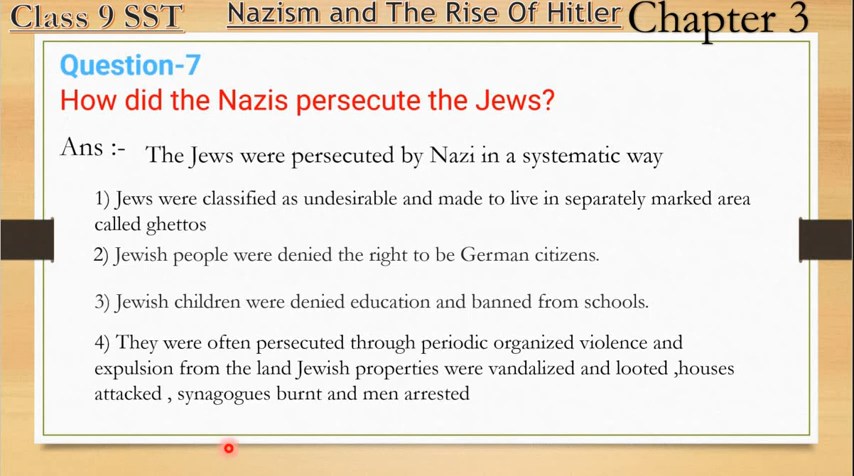 Class 9 SST Nazism and The Rise Of Hitler Chapter 3
Question-7
How did the Nazis persecute the Jews?
Ans :- The Jews were persecuted by Nazi in a systematic way
1) Jews were classified as undesirable and made to live in separately marked area
called ghettos
2) Jewish people were denied the right to be German citizens.
3) Jewish children were denied education and banned from schools.
4) They were often persecuted through periodic organized violence and
expulsion from the land Jewish properties were vandalized and looted ,houses
attacked , synagogues burnt and men arrested